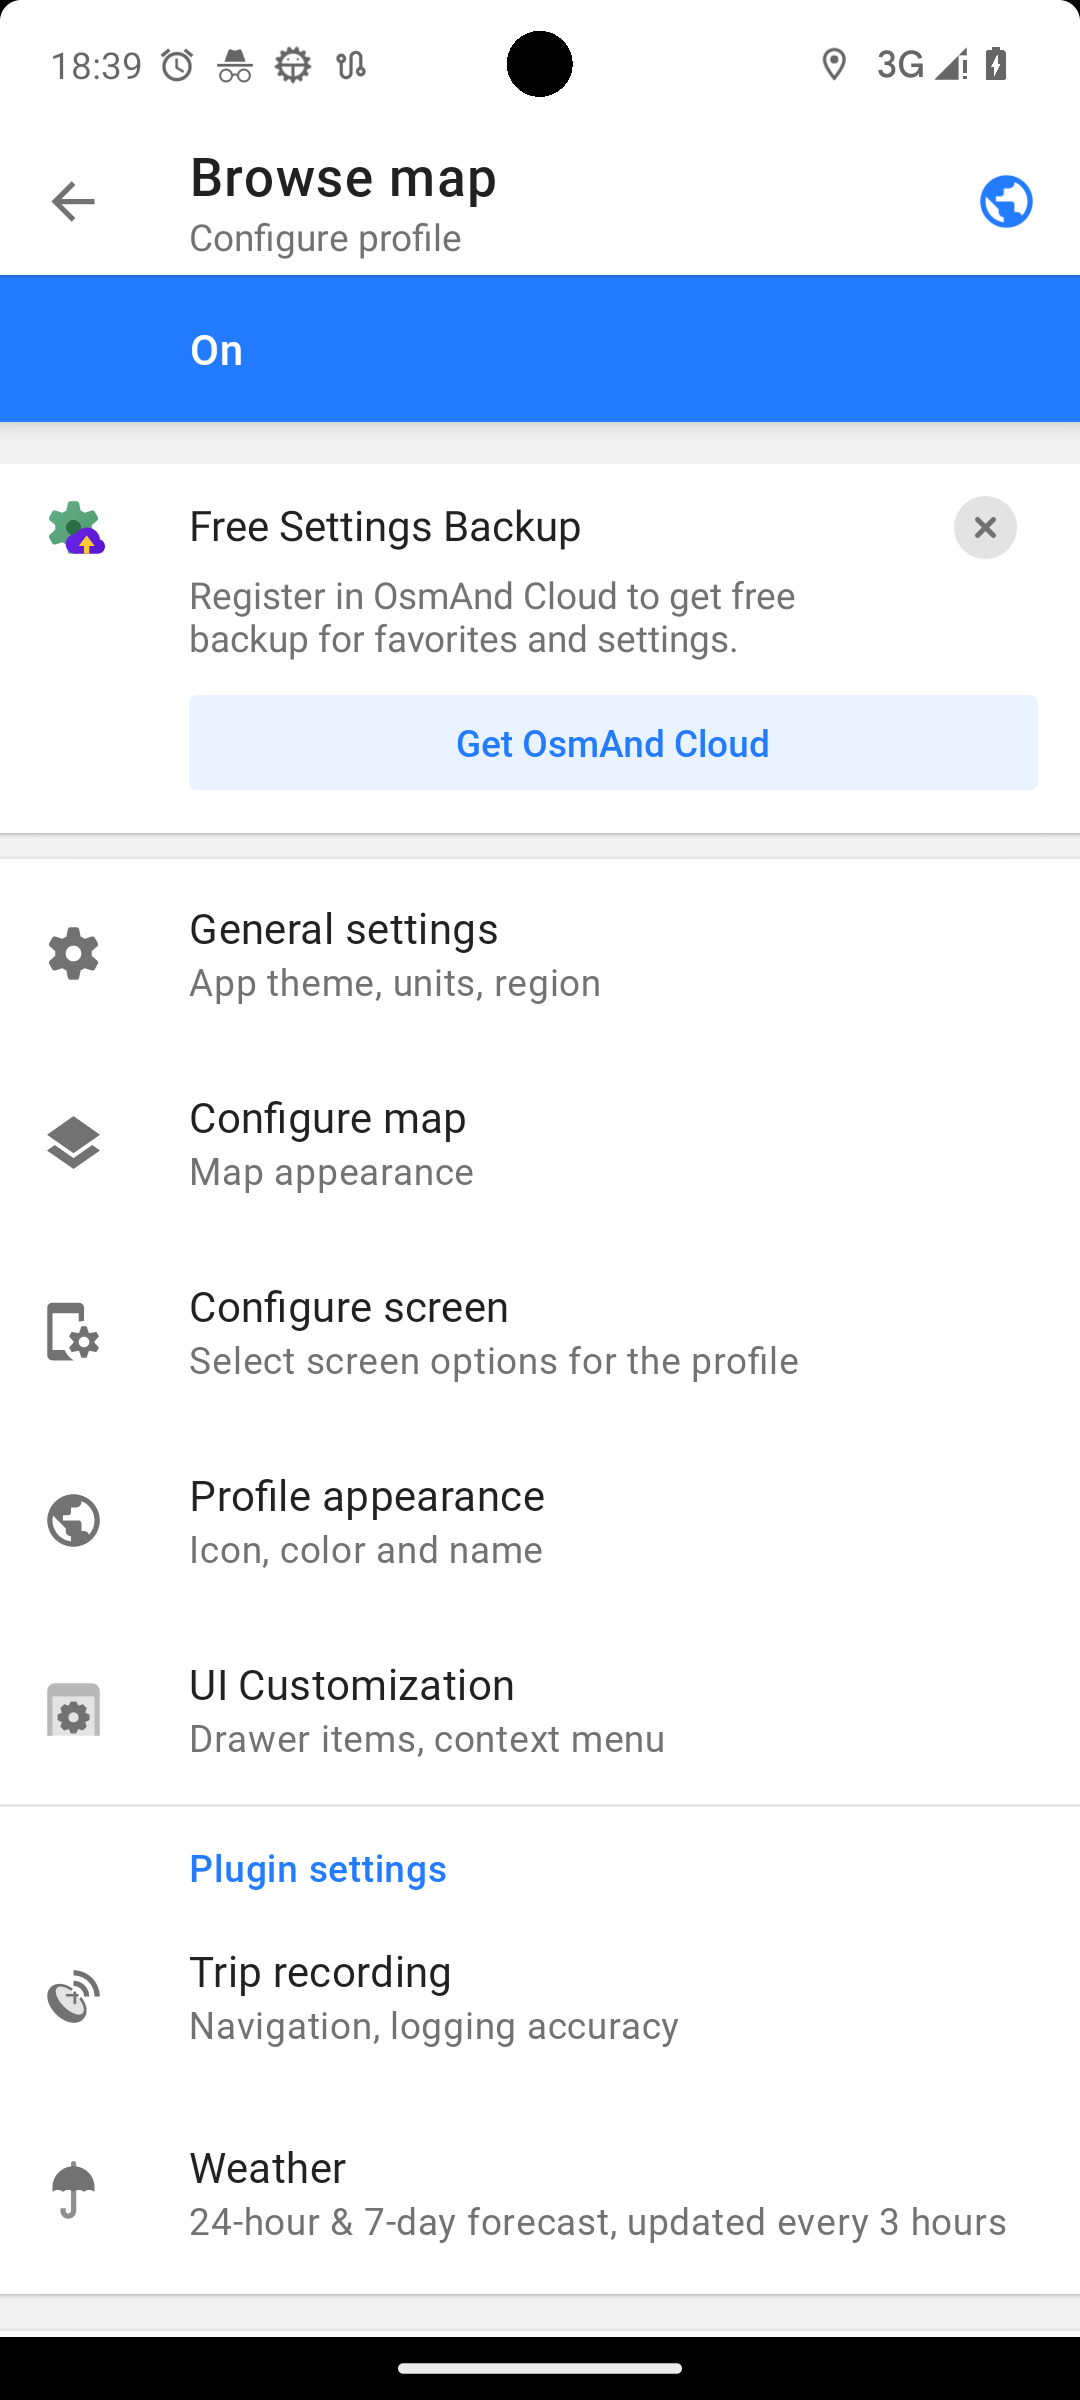 18:39
3G
Browse map
Configure profile
On
Free Settings Backup
Register in OsmAnd Cloud to get free
backup for favorites and settings.
Get OsmAnd Cloud
General settings
App theme, units, region
Configure map
Map appearance
Configure screen
Select screen options for the profile
Profile appearance
Icon, color and name
UI Customization
Drawer items, context menu
Plugin settings
Trip recording
Navigation, logging accuracy
Weather
24-hour & 7-day forecast, updated every 3 hours